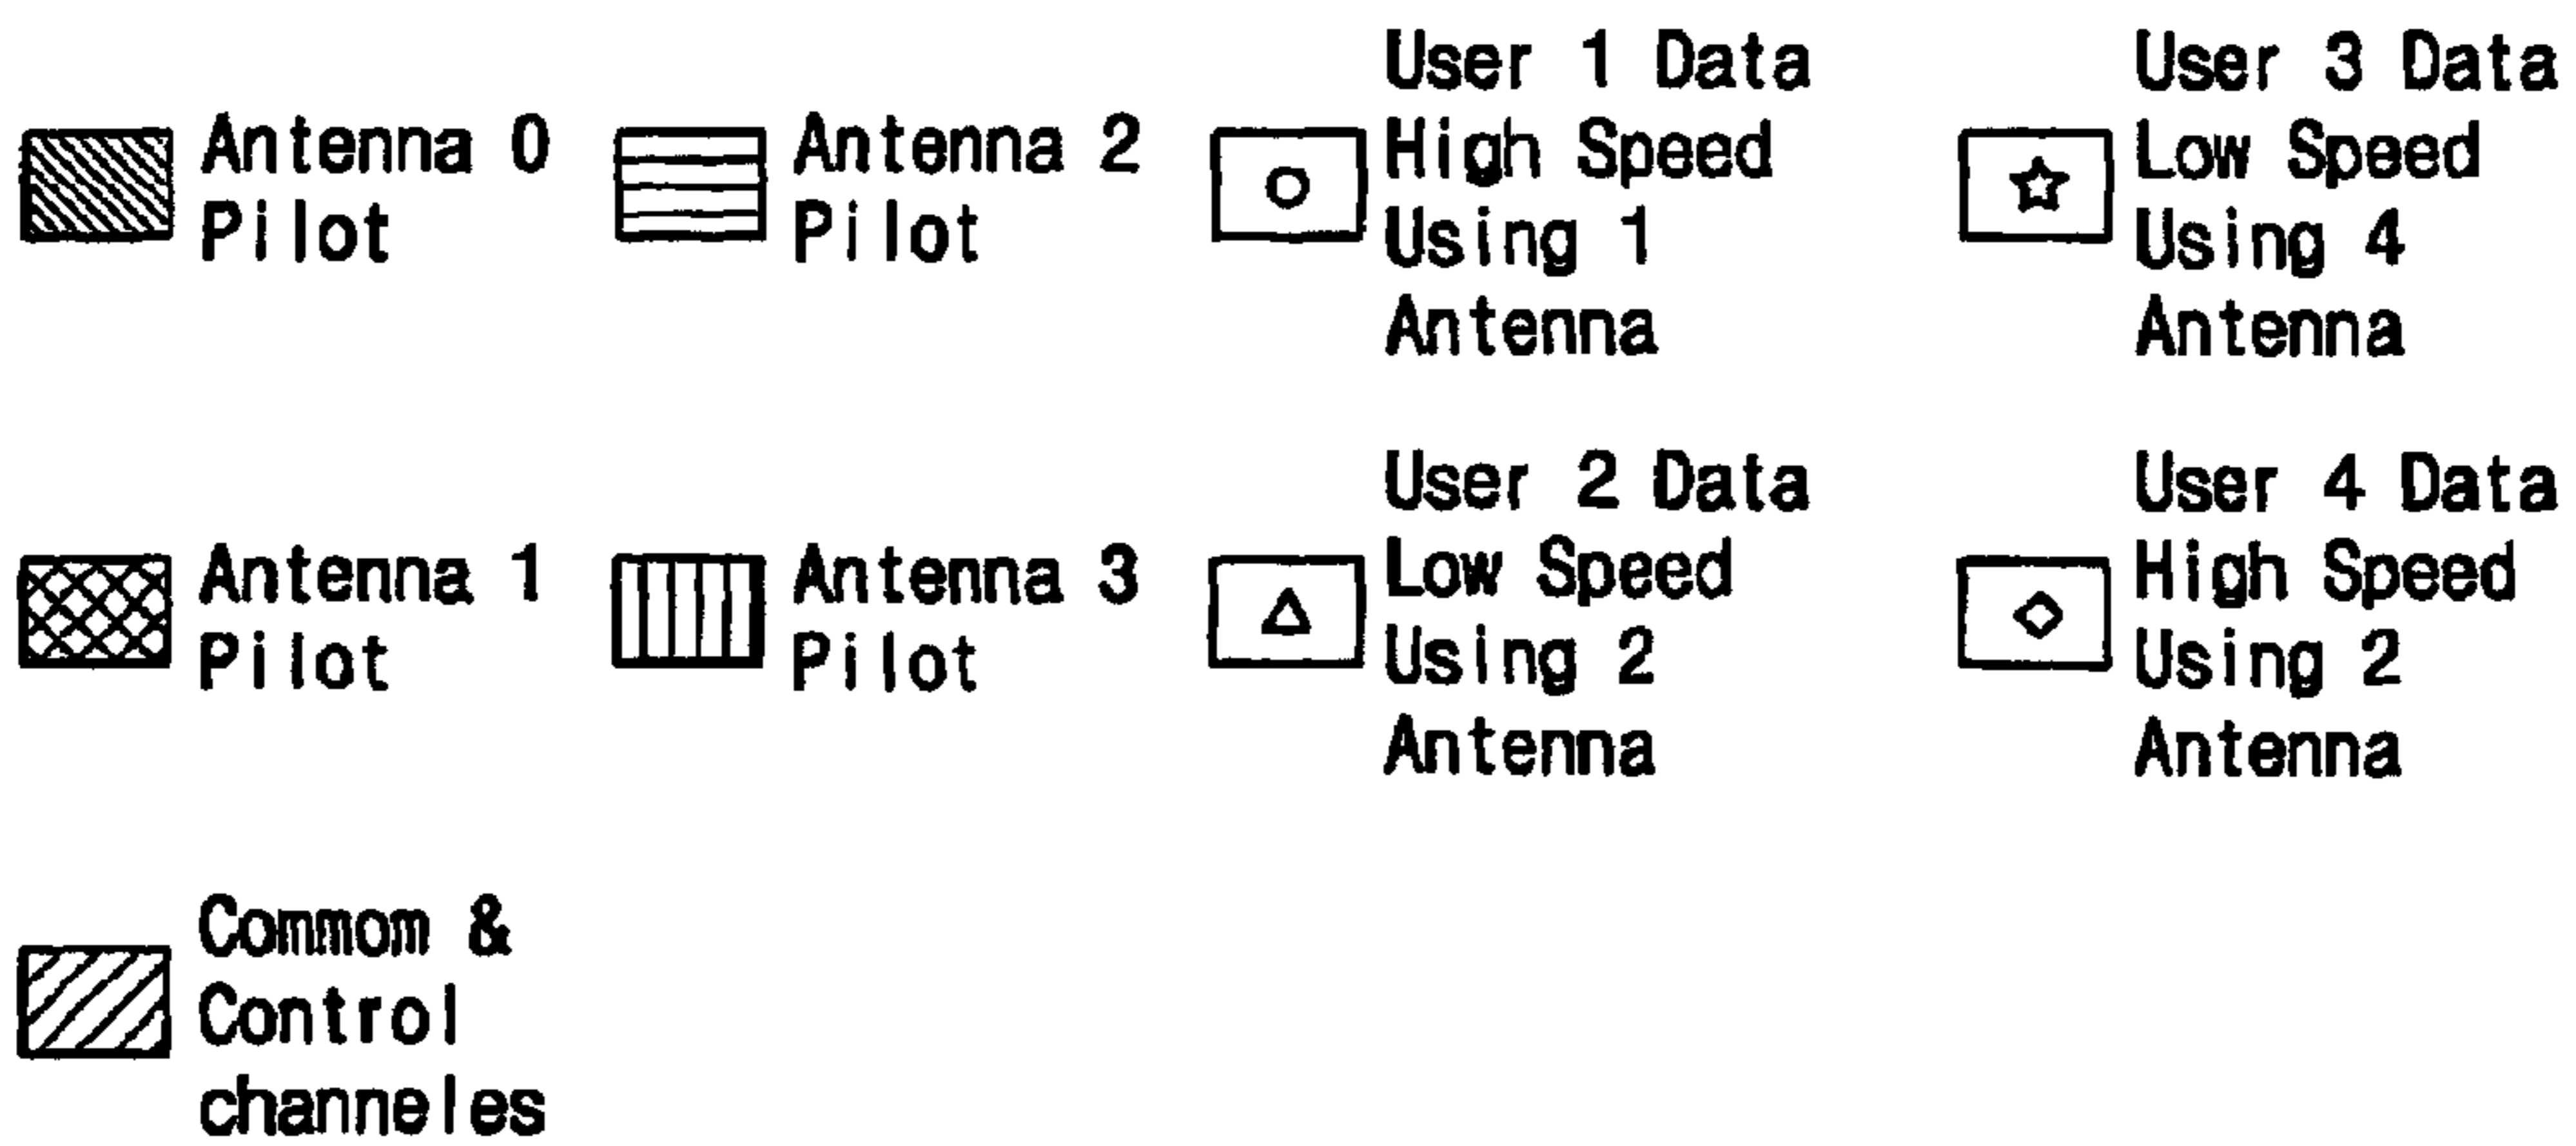 Antenna 0
Pilot
Antenna 2
Pilot
User 1 Data
High Speed
Using 1
Antenna
User 3 Data
Low Speed
Using 4
Antenna
Antenna 1
Pilot
Antenna 3
Pilot
User 2 Data
Low Speed
Using 2
Antenna
User 4 Data
High Speed
Using 2
Antenna
Commom &
Control
channeles